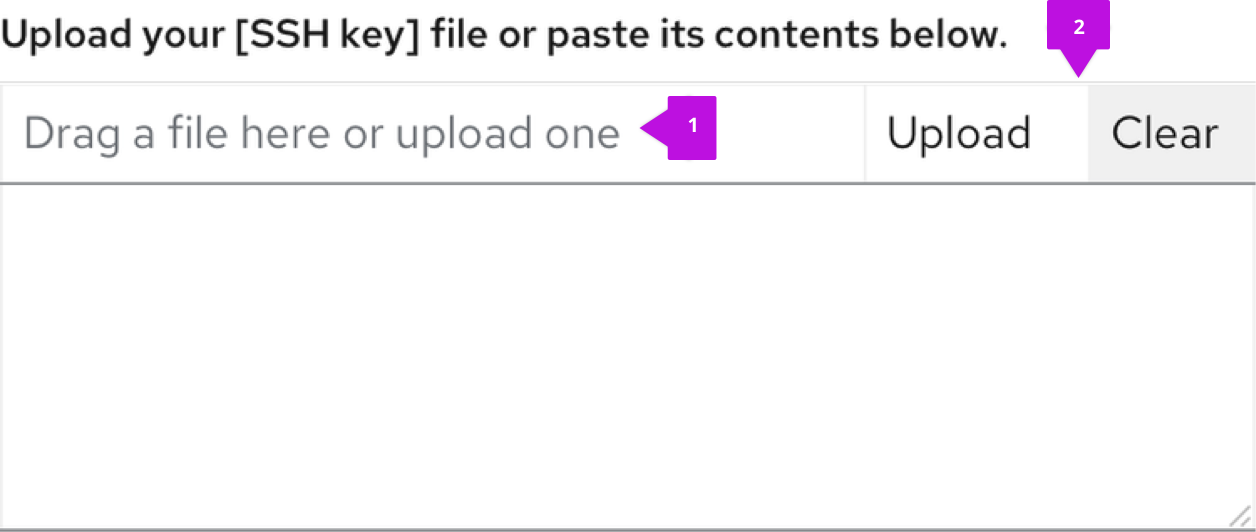 Upload your [SSH key] file or paste its contents below.
2
Drag a file here or upload one
1
Upload
Clear